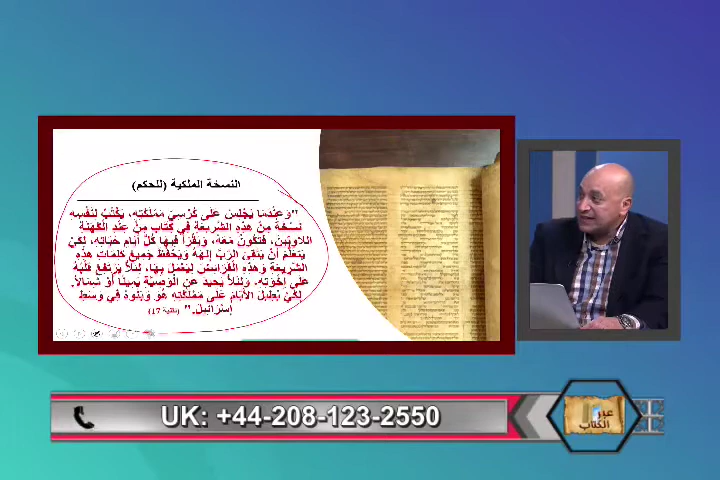 النسخة الملكية (للحكم)
"وَعِنْدَمَا يَجْلِسُ عَلَى كُرْسِيِّ مَمْلَكَتِهِ، يَكْتُبُ لِنَفْسِهِ
نُسْخَةً مِنْ هذِهِ الشَّرِيعَةِ فِي كِتَابٍ مِنْ عِنْدِ الْكَهَنَةِ
اللاَّوِيِّينَ، فَتَكُونُ مَعَهُ، وَيَقْرَأُ فِيهَا كُلَّ أَيَّامِ حَيَاتِهِ، لِكَيْ
يَتَعَلَّمَ أَنْ يَتَّقِيَ الرَّبَّ إِلهَهُ وَيَحْفَظَ جَمِيعَ كَلِمَاتِ هذِهِ
الشَّرِيعَةِ وَهذِهِ الْفَرَائِضَ لِيَعْمَلَ بِهَا، لِئَلاَّ يَرْتَفِعَ قَلْبُهُ
عَلَى إِخْوَتِهِ، وَلِئَلاَّ يَحِيدَ عَنِ الْوَصِيَّةِ يَمِينًا أَوْ شِمَالاً.
لِكَيْ يُطِيلَ الأَيَّامَ عَلَى مَمْلَكَتِهِ هُوَ وَبَنُوهُ فِي وَسَطِ
إِسْرَائِيلَ." (تثنية 17)
UK: +44-208-123-2550
عبر
الكتاب